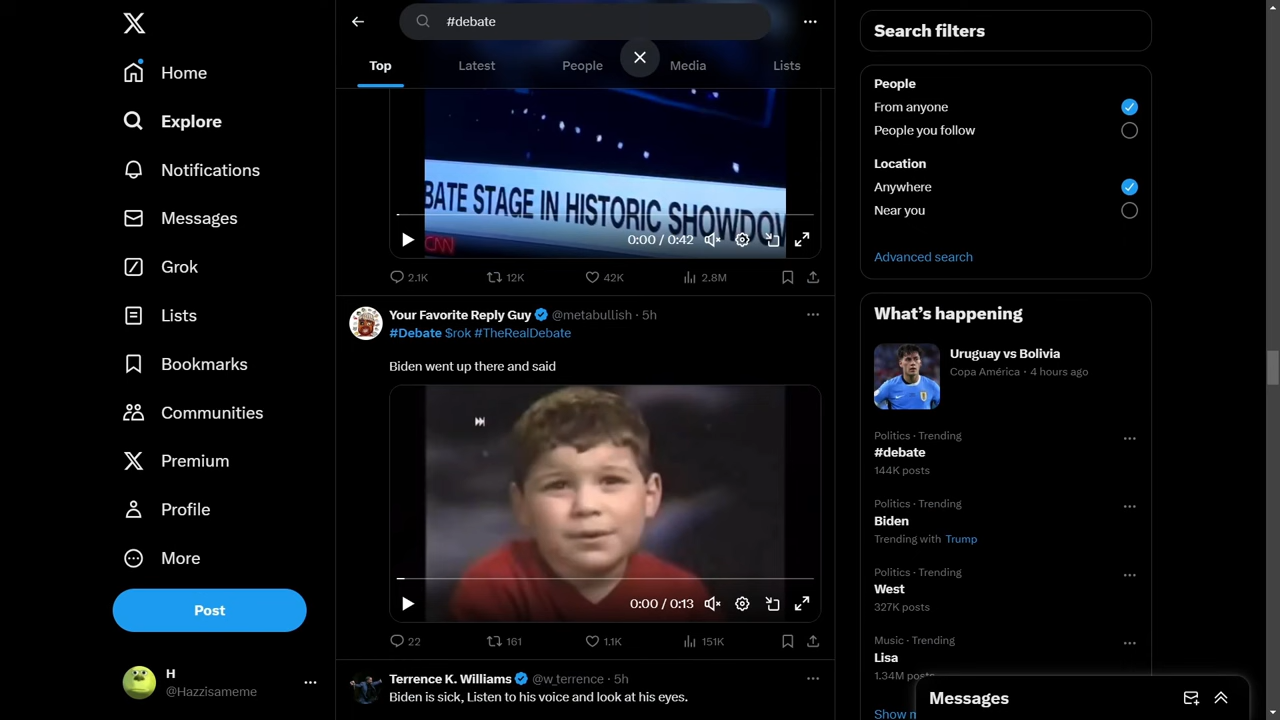 #debate
Top
Latest
People
Media
Lists
Home
Explore
Notifications
Messages
Grok
Lists
Bookmarks
Communities
Premium
Profile
More
Post
H
@Hazzisameme
BATE STAGE IN HISTORIC SHOWDOW
CNN
0:00 / 0:42
2.1K
12K
42K
2.8M
Your Favorite Reply Guy @metabullish · 5h
#Debate $rok #TheRealDebate
Biden went up there and said
0:00 / 0:13
22
161
1.1K
151K
Terrence K. Williams @w_terrence · 5h
Biden is sick, Listen to his voice and look at his eyes.
Search filters
People
From anyone
People you follow
Location
Anywhere
Near you
Advanced search
What's happening
Uruguay vs Bolivia
Copa América · 4 hours ago
Politics · Trending
#debate
144K posts
Politics · Trending
Biden
Trending with Trump
Politics · Trending
West
327K posts
Music · Trending
Lisa
1.34M pos
Show m
Messages